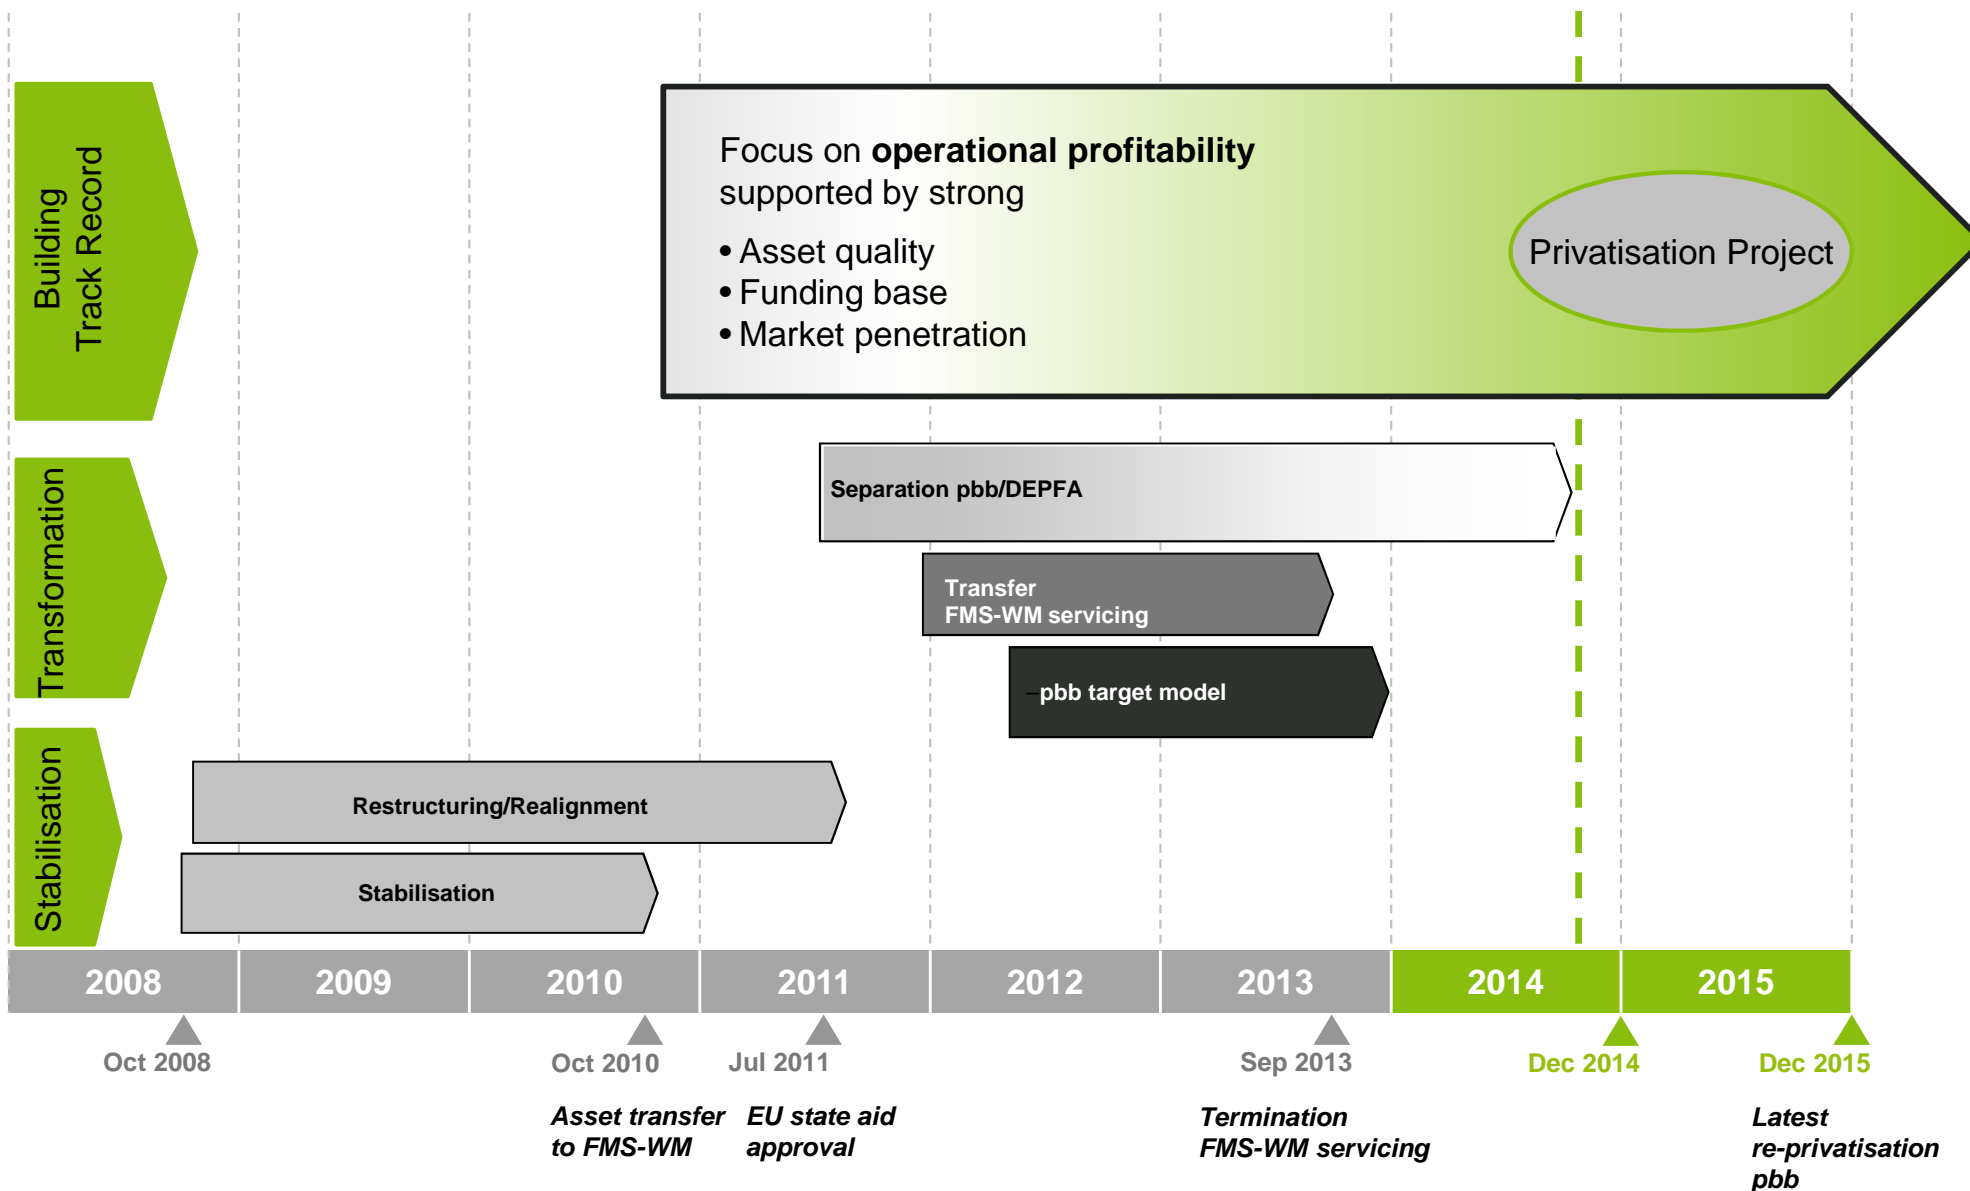 Building
Track Record
Focus on operational profitability
supported by strong
• Asset quality
• Funding base
• Market penetration
Privatisation Project
Transformation
Separation pbb/DEPFA
Transfer
FMS-WM servicing
–pbb target model
Stabilisation
Restructuring/Realignment
Stabilisation
2008 2009 2010 2011 2012 2013 2014 2015
Oct 2008 Oct 2010 Jul 2011 Sep 2013 Dec 2014 Dec 2015
Asset transfer
to FMS-WM
EU state aid
approval
Termination
FMS-WM servicing
Latest
re-privatisation
pbb